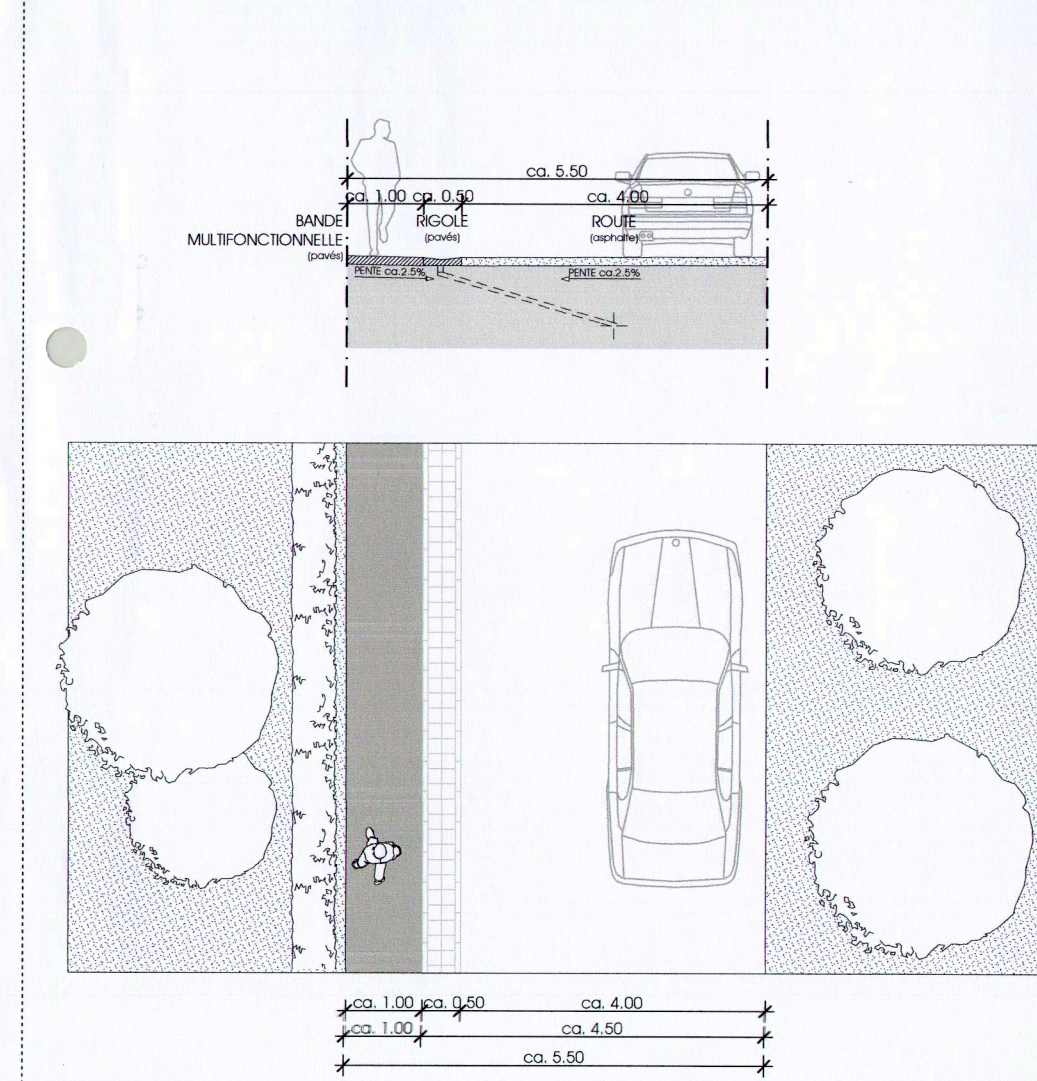 ca. 5.50
ca. 1.00 ca. 0.50 ca. 4.00
BANDE RIGOLE ROUTE
MULTIFONCTIONNELLE (pavés) (asphalte)
(pavés)
PENTE ca.2.5% PENTE ca.2.5%
ca. 1.00 ca. 0.50 ca. 4.00
ca. 1.00 ca. 4.50
ca. 5.50